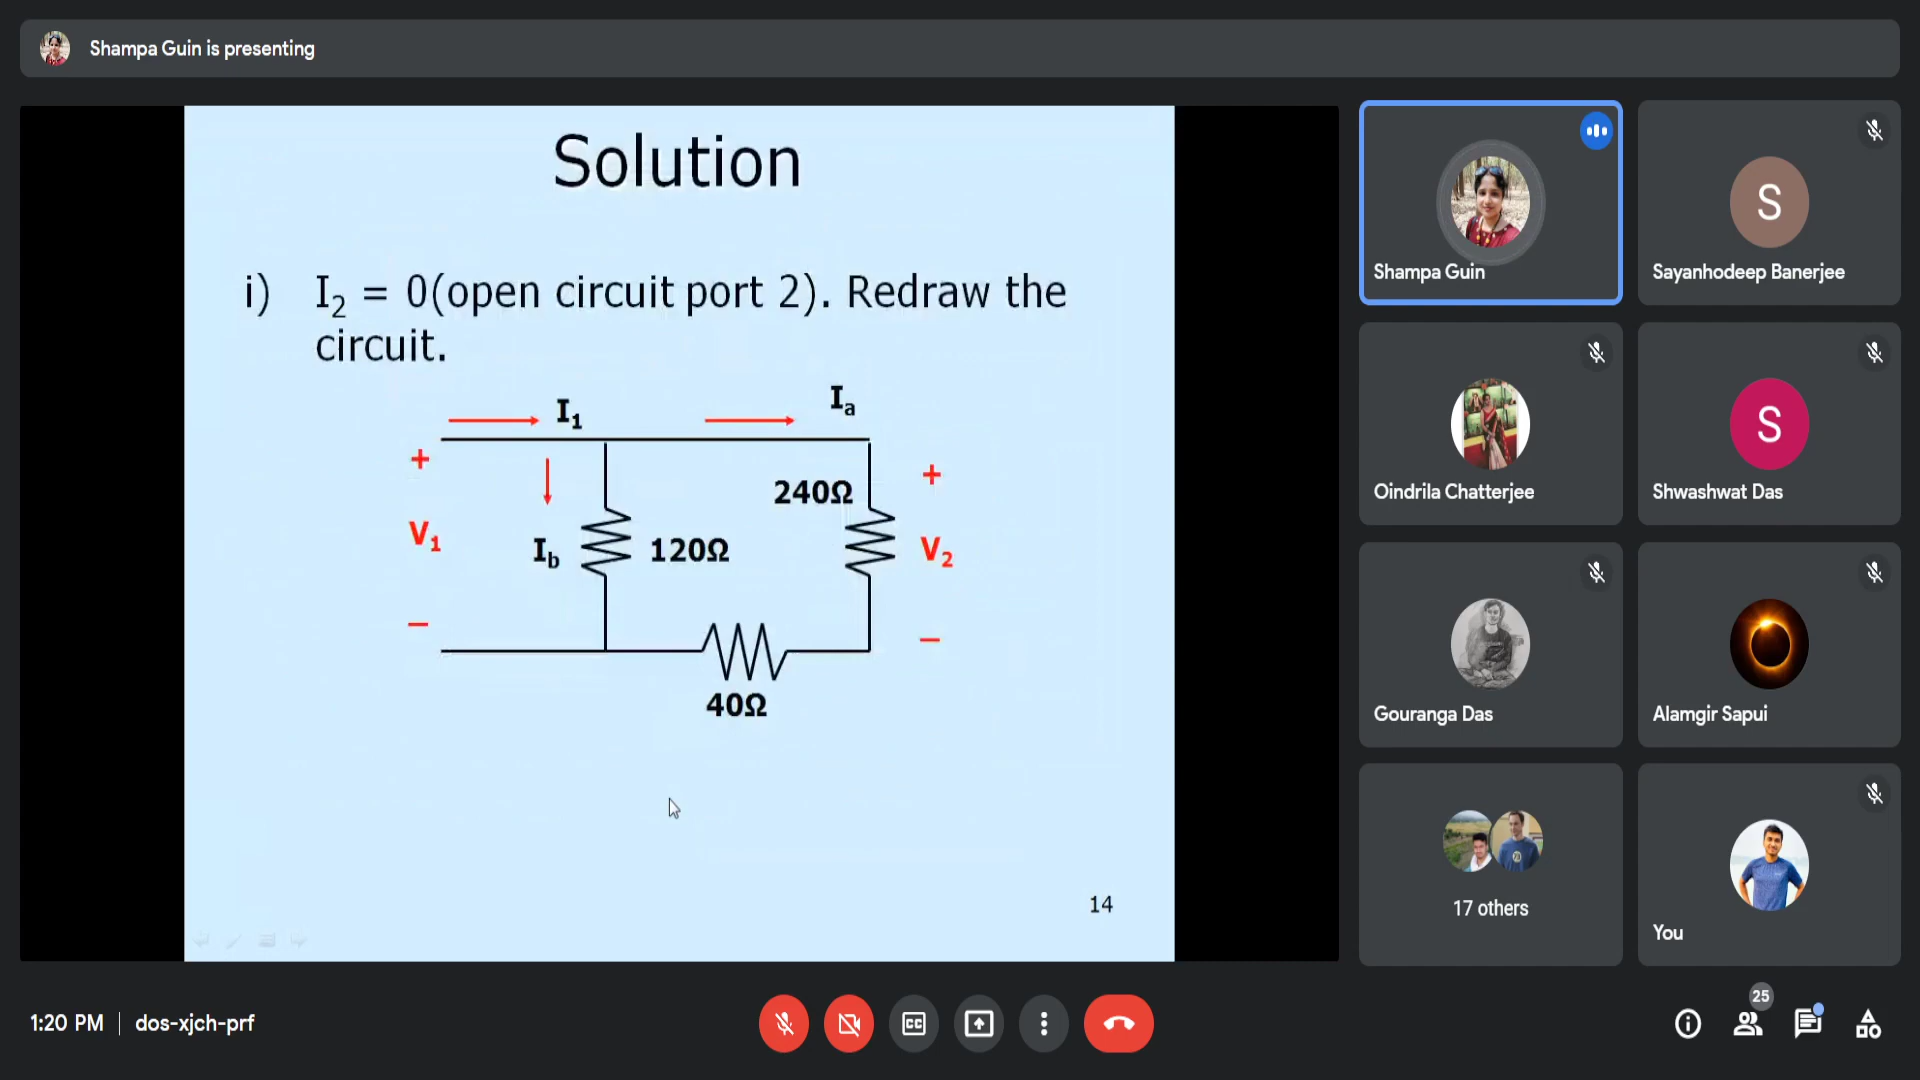 Shampa Guin is presenting
Solution
i) I₂ = 0(open circuit port 2). Redraw the
circuit.
I₁
Iₐ
+
V₁
−
I_b
120Ω
240Ω
+
V₂
−
40Ω
14
Shampa Guin
S
Sayanhodeep Banerjee
Oindrila Chatterjee
S
Shwashwat Das
Gouranga Das
Alamgir Sapui
17 others
You
1:20 PM | dos-xjch-prf
CC
25